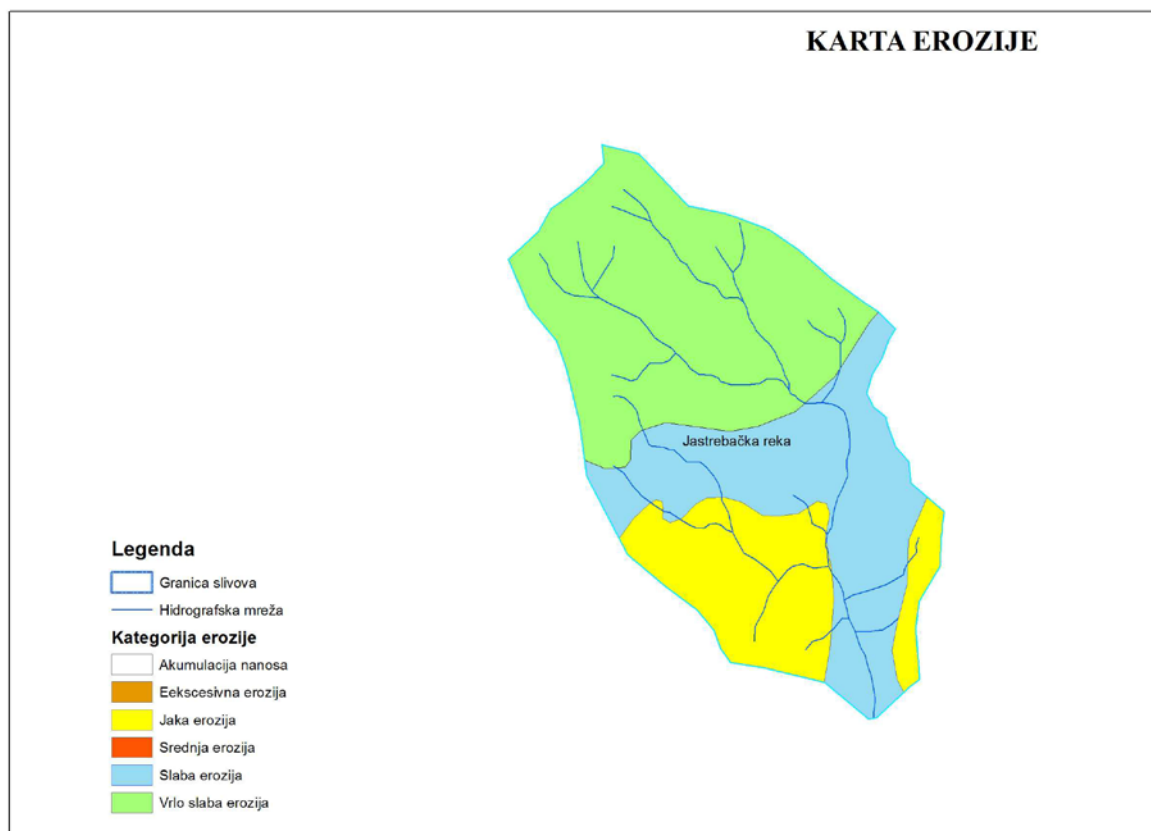 KARTA EROZIJE
Jastrebačka reka
Legenda
Granica slivova
Hidrografska mreža
Kategorija erozije
Akumulacija nanosa
Eekscesivna erozija
Jaka erozija
Srednja erozija
Slaba erozija
Vrlo slaba erozija